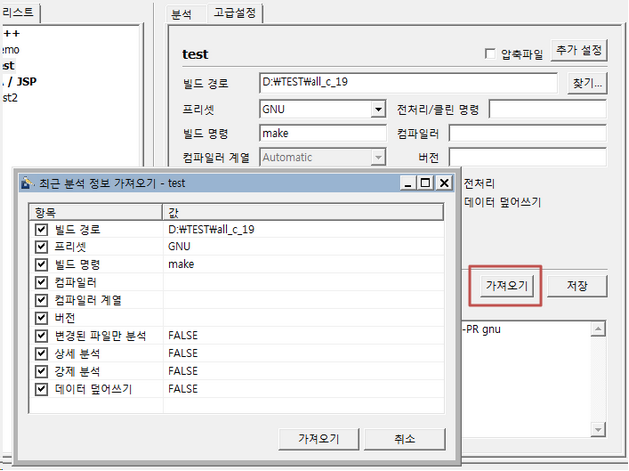 리스트
++
emo
est
. / JSP
st2
분석
고급설정
test
압축파일
추가 설정
빌드 경로
D:\TEST\all_c_19
찾기...
프리셋
GNU
전처리/클린 명령
빌드 명령
make
컴파일러
컴파일러 계열
Automatic
버전
전처리
데이터 덮어쓰기
가져오기
저장
-PR gnu
최근 분석 정보 가져오기 - test
항목 값
빌드 경로 D:\TEST\all_c_19
프리셋 GNU
빌드 명령 make
컴파일러
컴파일러 계열
버전
변경된 파일만 분석 FALSE
상세 분석 FALSE
강제 분석 FALSE
데이터 덮어쓰기 FALSE
가져오기
취소